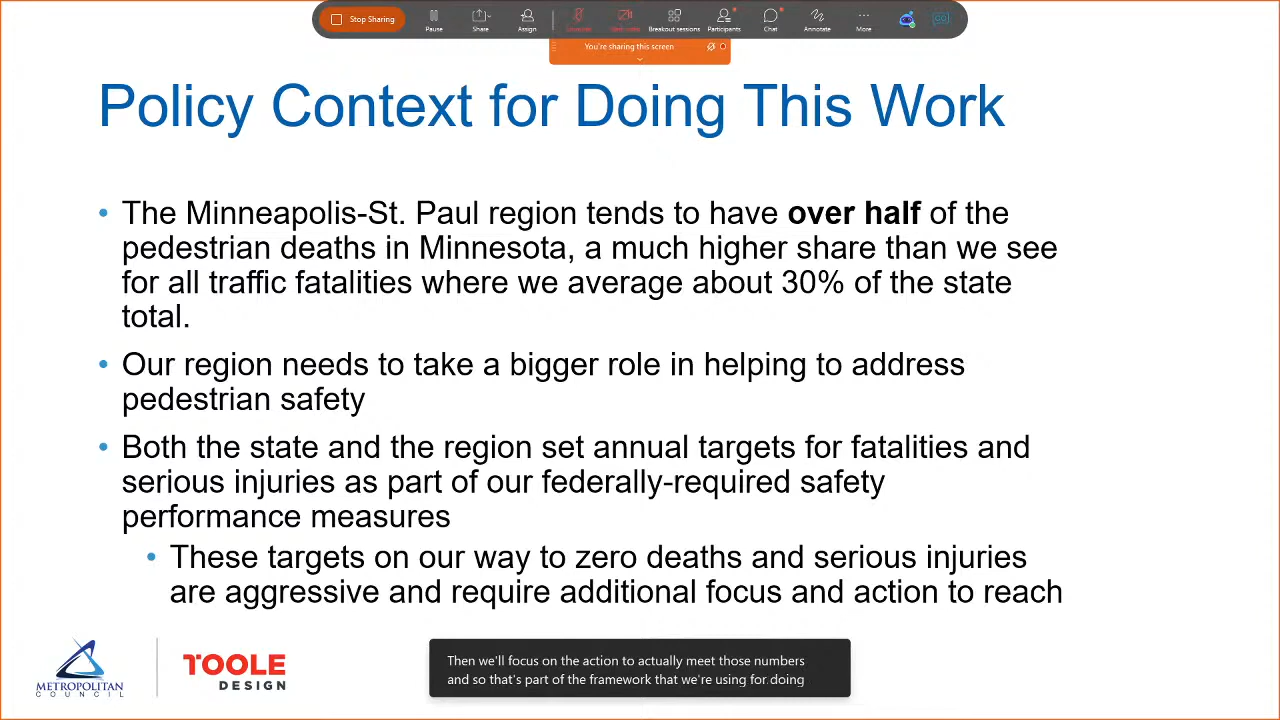 Stop Sharing
Pause
Share
Assign
Breakout sessions
Participants
Chat
Annotate
More
You're sharing this screen
Policy Context for Doing This Work
• The Minneapolis-St. Paul region tends to have over half of the
pedestrian deaths in Minnesota, a much higher share than we see
for all traffic fatalities where we average about 30% of the state
total.
• Our region needs to take a bigger role in helping to address
pedestrian safety
• Both the state and the region set annual targets for fatalities and
serious injuries as part of our federally-required safety
performance measures
• These targets on our way to zero deaths and serious injuries
are aggressive and require additional focus and action to reach
METROPOLITAN
COUNCIL
TOOLE
DESIGN
Then we'll focus on the action to actually meet those numbers
and so that's part of the framework that we're using for doing